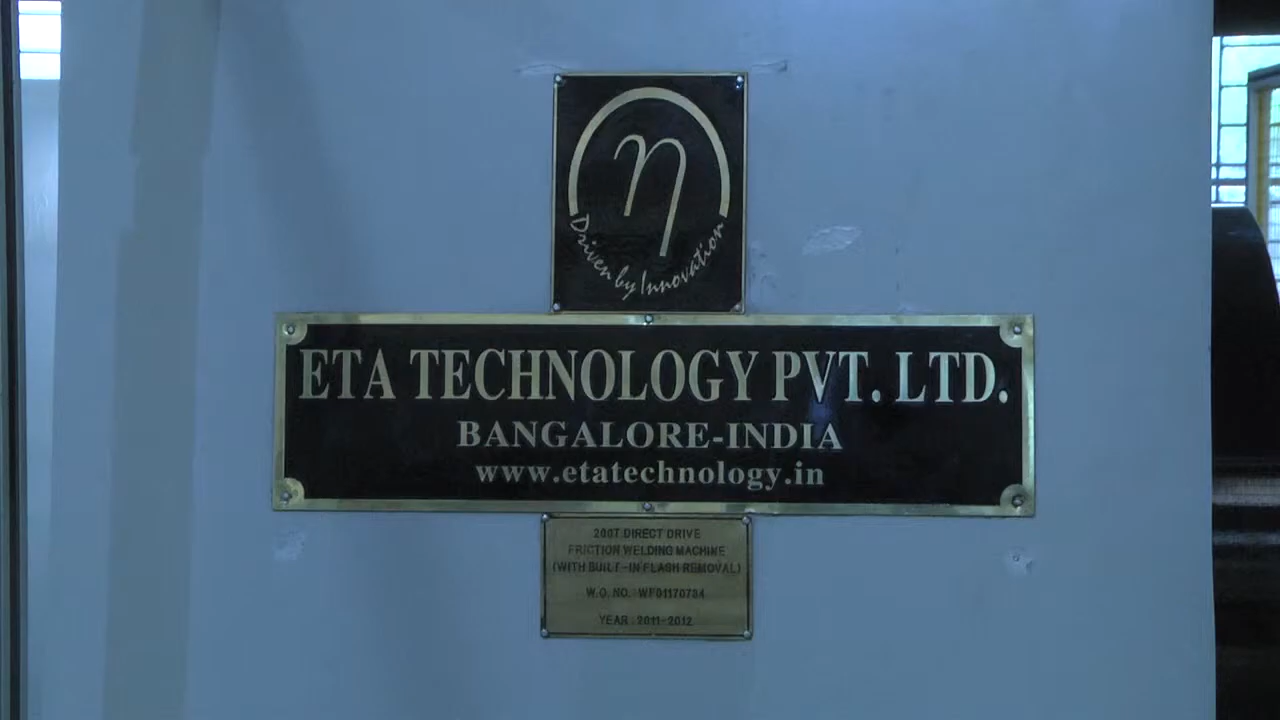 η
Driven by Innovation
ETA TECHNOLOGY PVT. LTD.
BANGALORE-INDIA
www.etatechnology.in
200T DIRECT DRIVE
FRICTION WELDING MACHINE
(WITH BUILT-IN FLASH REMOVAL)
W.O. NO. : WF01170784
YEAR : 2011-2012